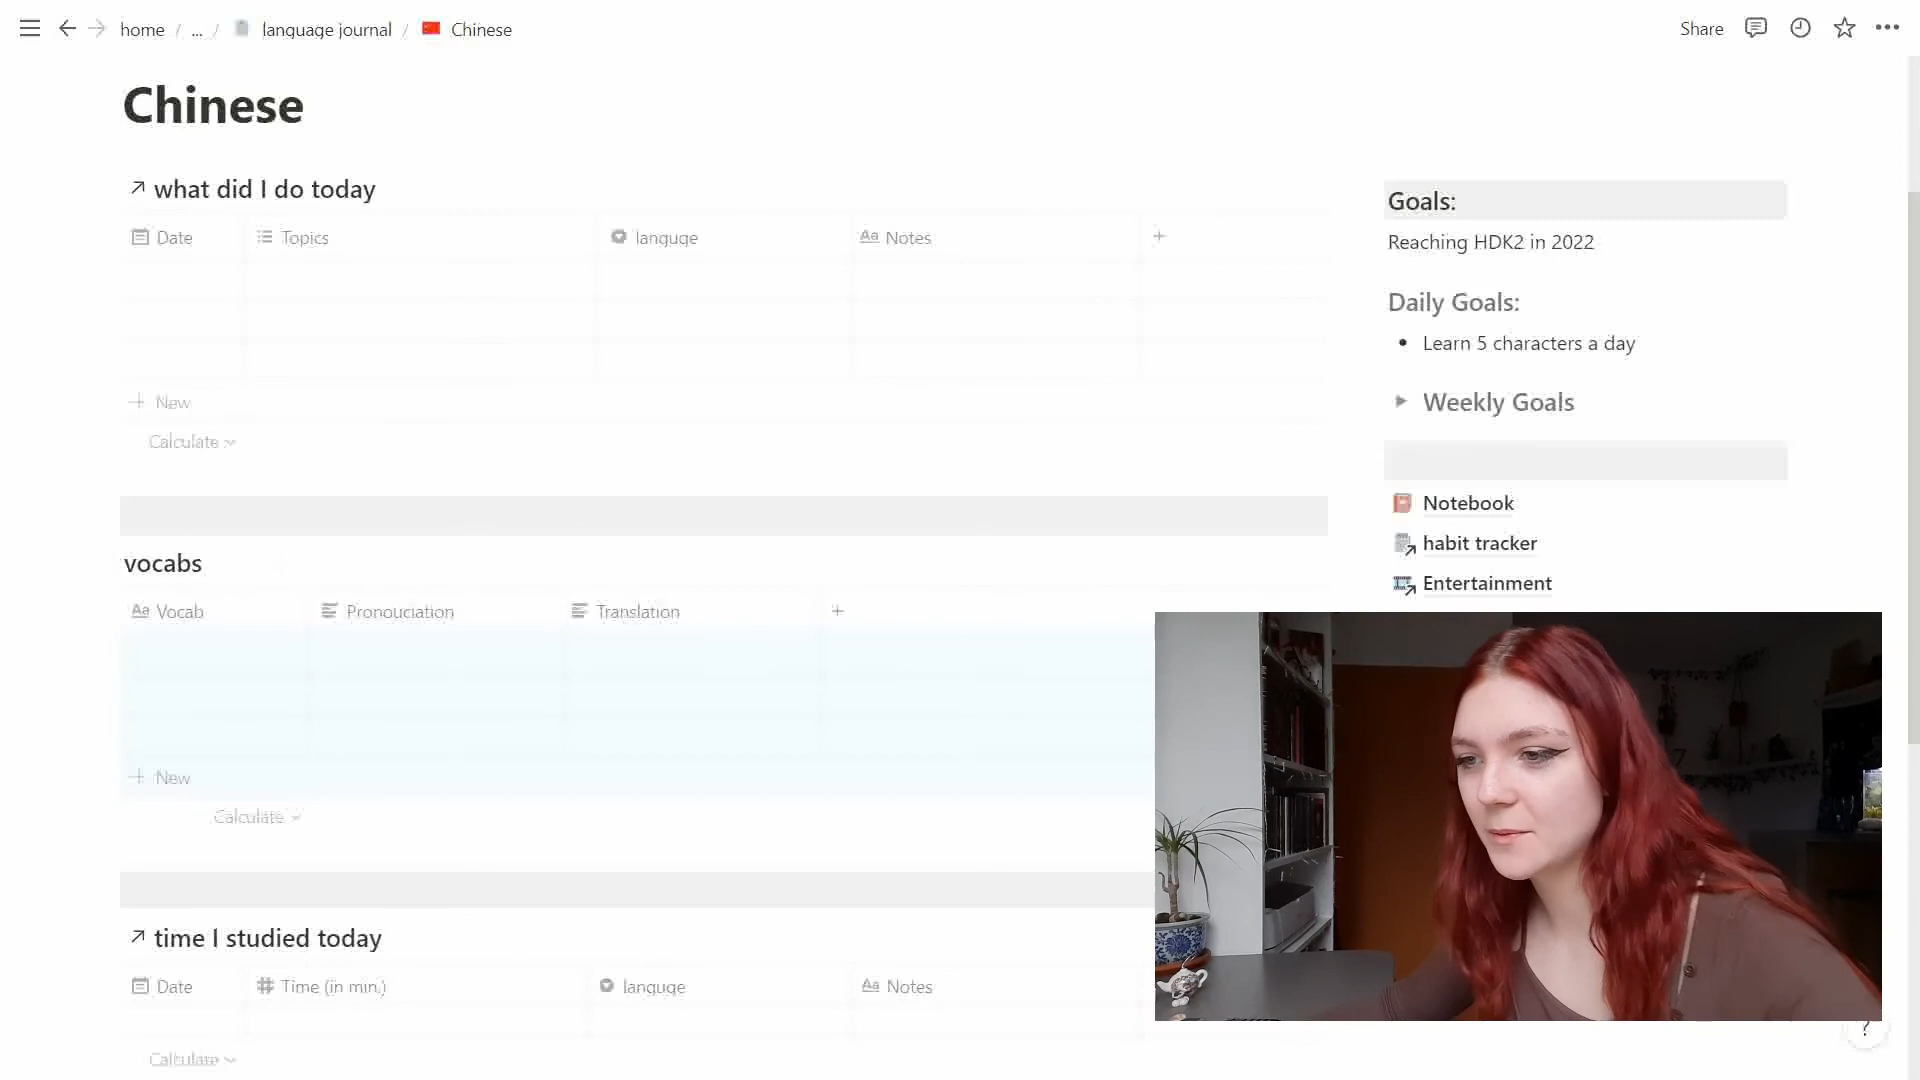 home / ... / language journal / Chinese
Share
Chinese
what did I do today
Date Topics languge Notes
New
Calculate
vocabs
Vocab Pronouciation Translation
New
Calculate
time I studied today
Date Time (in min.) languge Notes
Calculate
Goals:
Reaching HDK2 in 2022
Daily Goals:
• Learn 5 characters a day
Weekly Goals
Notebook
habit tracker
Entertainment
?